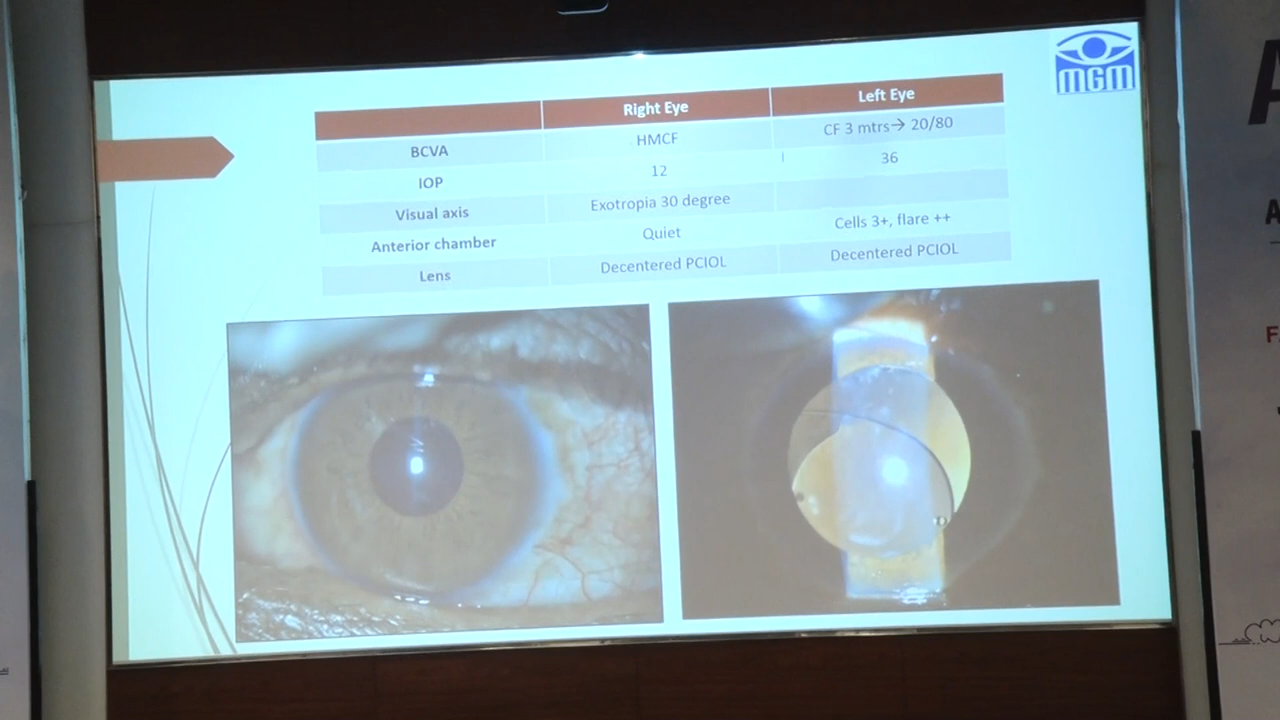 MGM
Right Eye Left Eye
BCVA HMCF CF 3 mtrs→ 20/80
IOP 12 36
Visual axis Exotropia 30 degree
Anterior chamber Quiet Cells 3+, flare ++
Lens Decentered PCIOL Decentered PCIOL